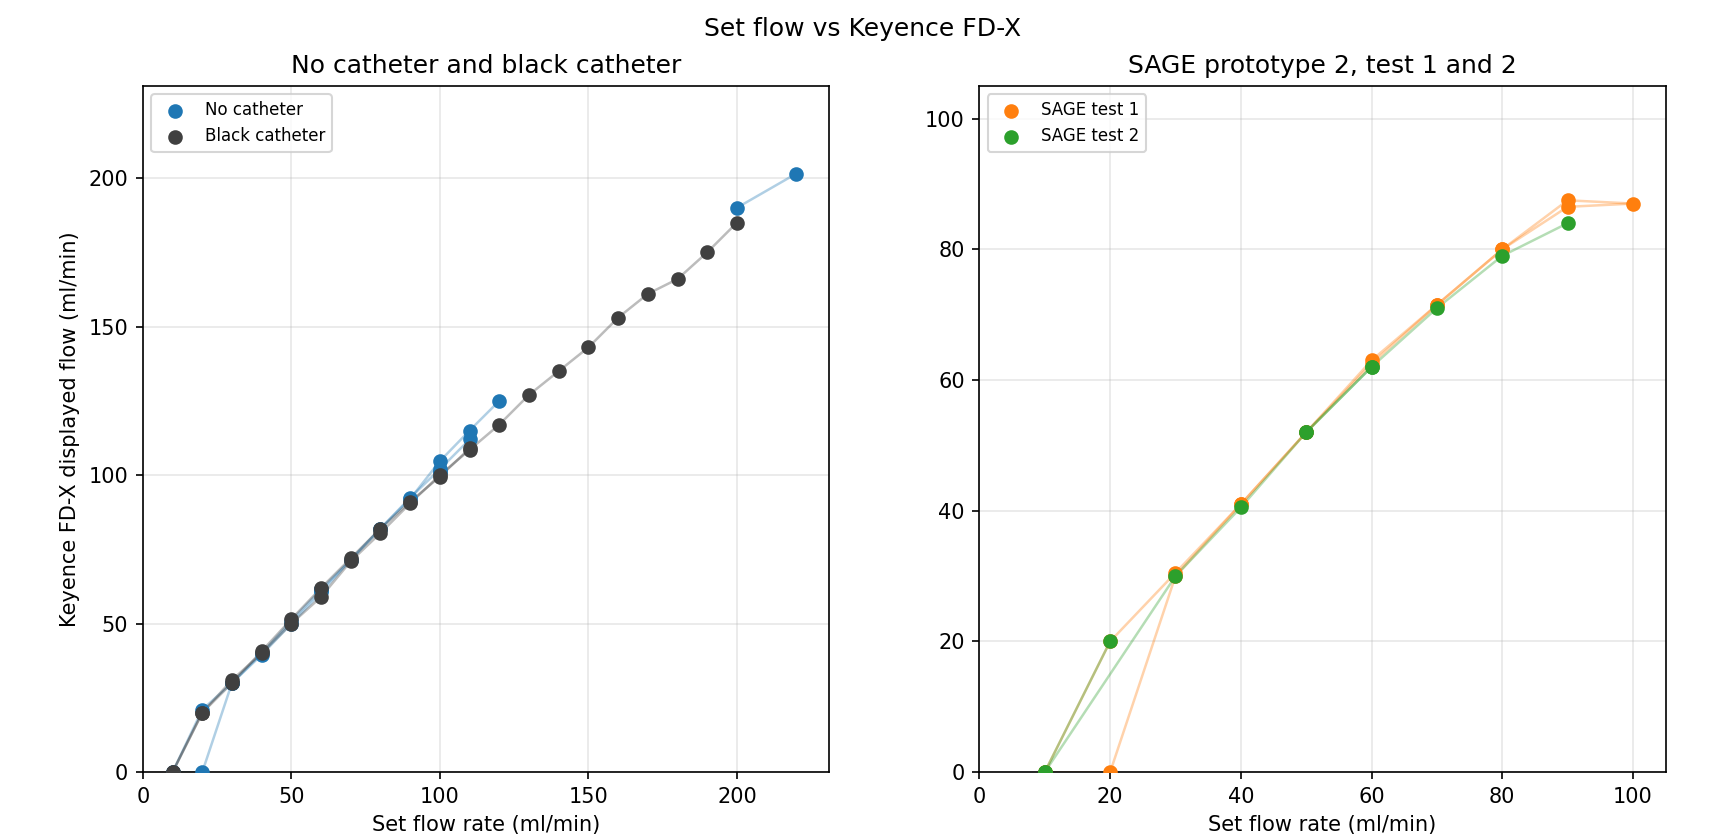 Set flow vs Keyence FD-X
No catheter and black catheter
No catheter
Black catheter
Keyence FD-X displayed flow (ml/min)
200
150
100
50
0
0 50 100 150 200
Set flow rate (ml/min)
SAGE prototype 2, test 1 and 2
SAGE test 1
SAGE test 2
100
80
60
40
20
0
0 20 40 60 80 100
Set flow rate (ml/min)